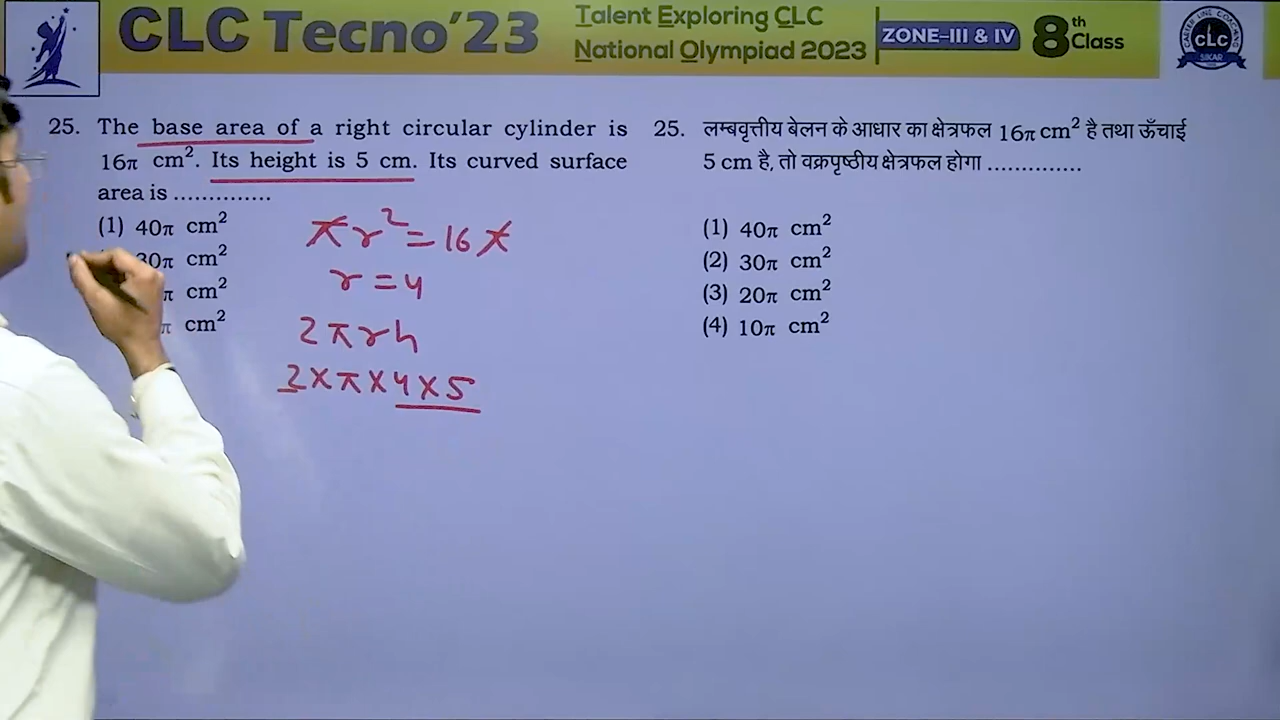 CLC Tecno'23
Talent Exploring CLC
National Olympiad 2023
ZONE–III & IV
8th Class
CLC
SIKAR
25. The base area of a right circular cylinder is
16π cm². Its height is 5 cm. Its curved surface
area is ..............
(1) 40π cm²
30π cm²
π cm²
π cm²
πr² = 16π
r = 4
2πrh
2×π×4×5
25. लम्बवृत्तीय बेलन के आधार का क्षेत्रफल 16π cm² है तथा ऊँचाई
5 cm है, तो वक्रपृष्ठीय क्षेत्रफल होगा ..............
(1) 40π cm²
(2) 30π cm²
(3) 20π cm²
(4) 10π cm²